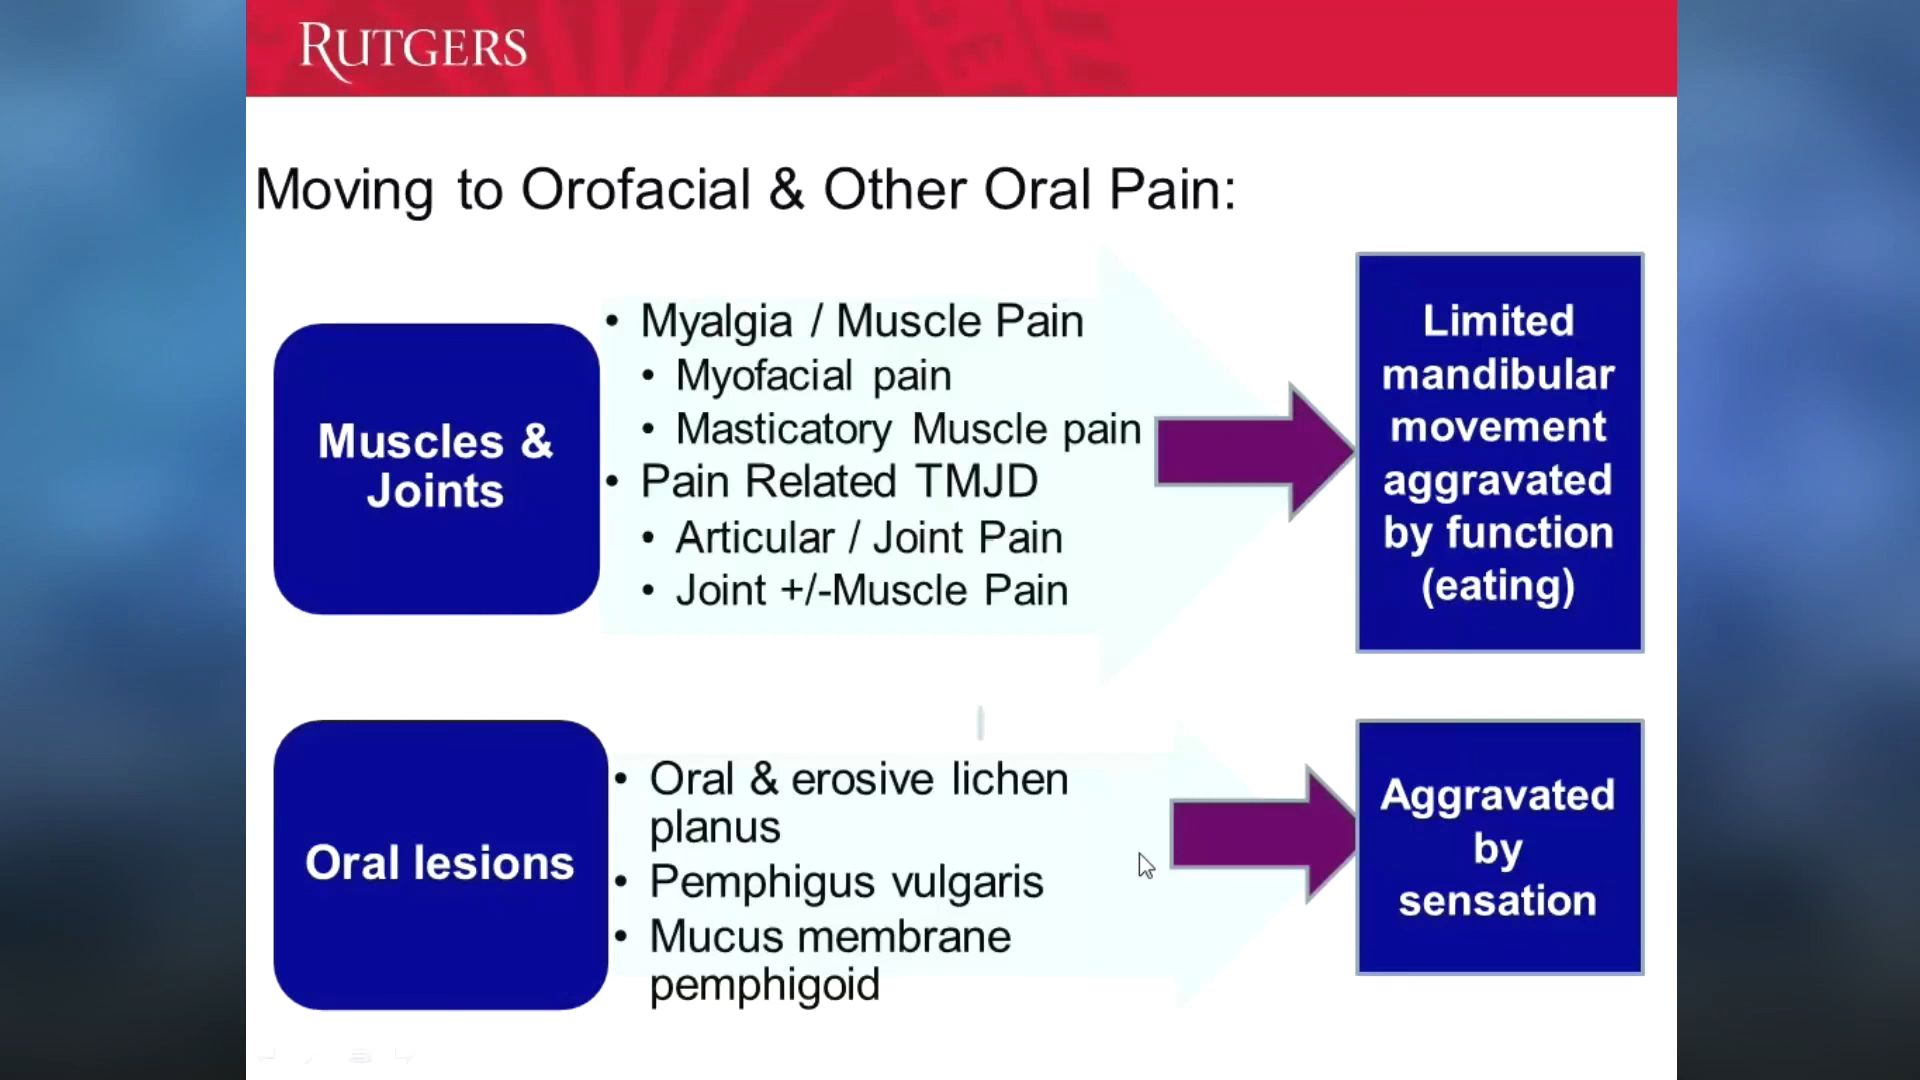 RUTGERS
Moving to Orofacial & Other Oral Pain:
Muscles &
Joints
• Myalgia / Muscle Pain
• Myofacial pain
• Masticatory Muscle pain
• Pain Related TMJD
• Articular / Joint Pain
• Joint +/-Muscle Pain
Limited
mandibular
movement
aggravated
by function
(eating)
Oral lesions
• Oral & erosive lichen
planus
• Pemphigus vulgaris
• Mucus membrane
pemphigoid
Aggravated
by
sensation